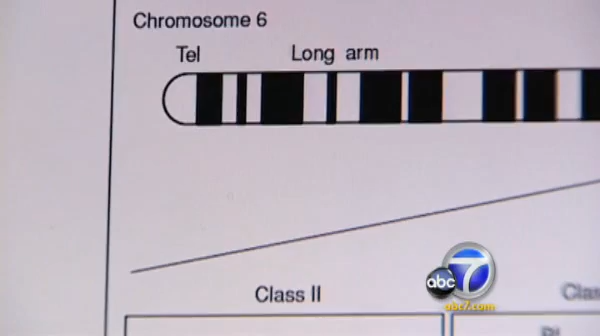 Chromosome 6
Tel
Long arm
Class II
abc 7
abc7.com